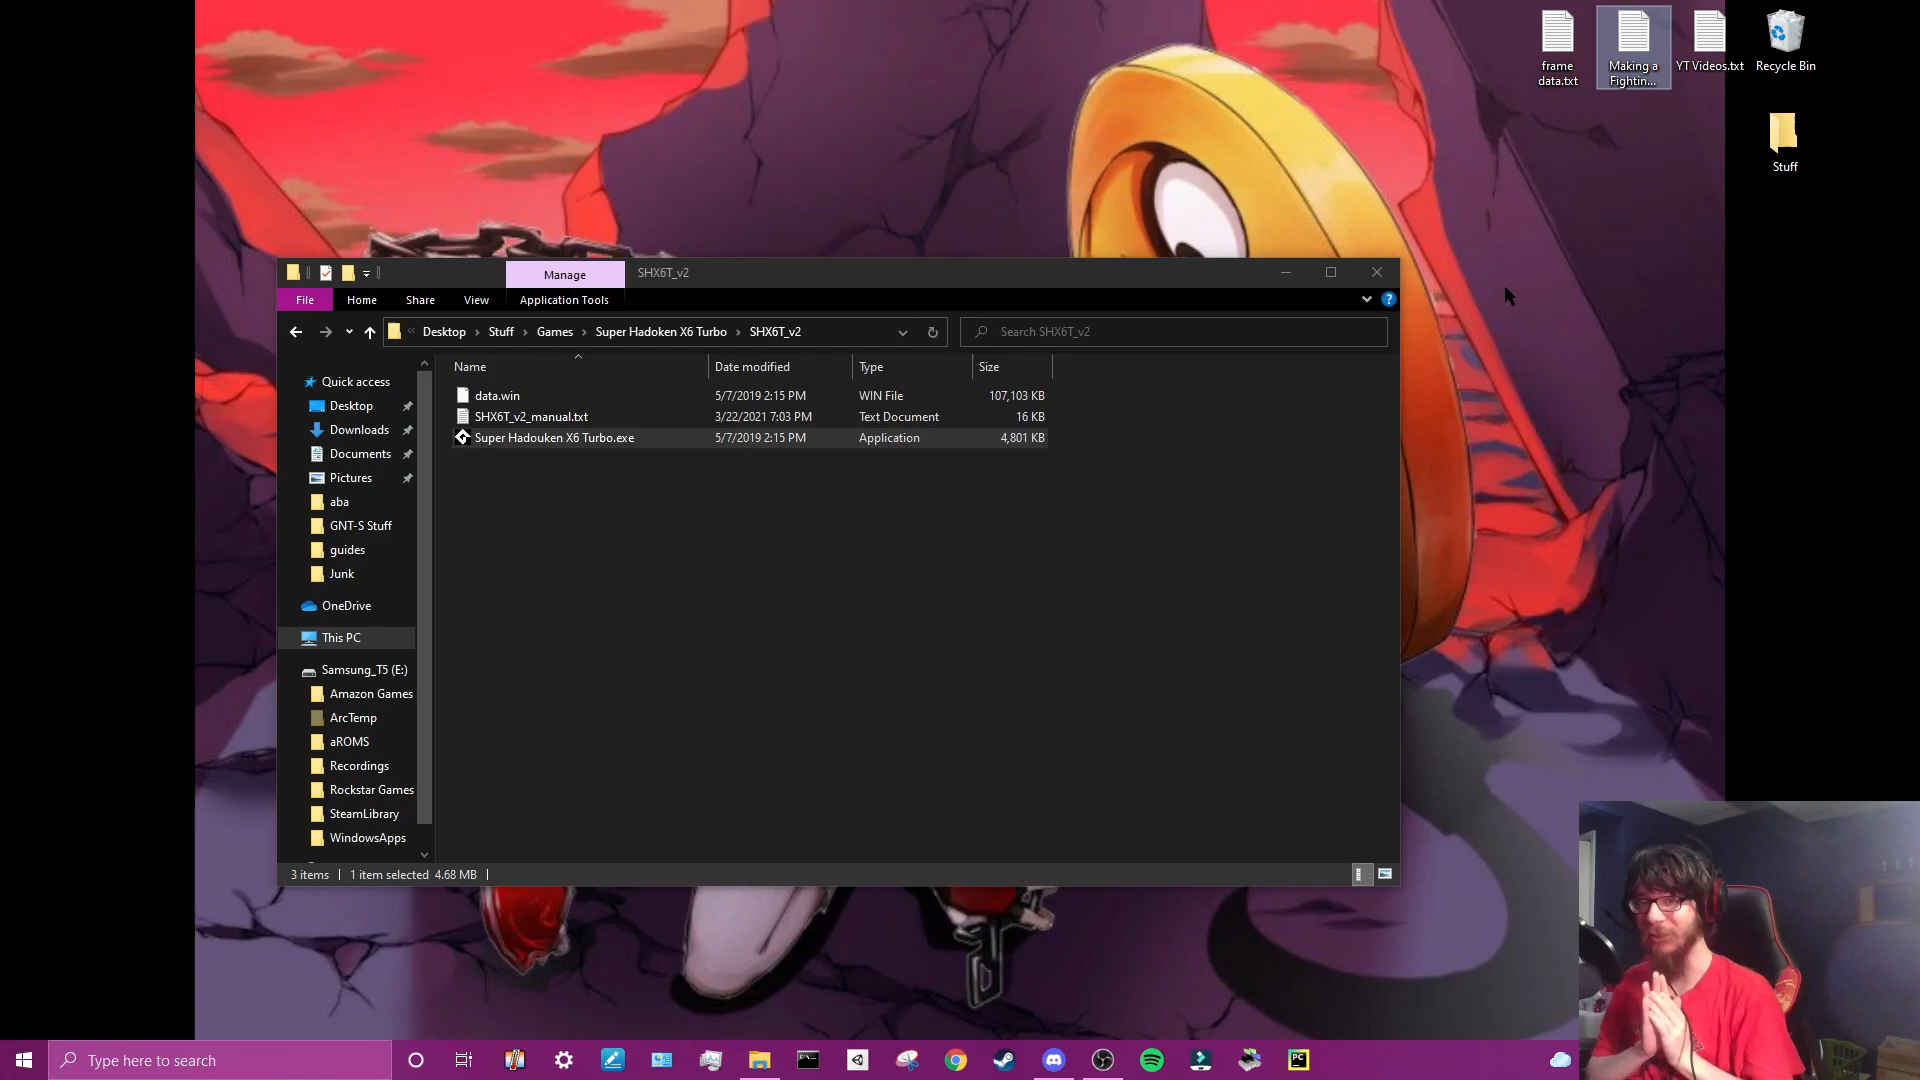 frame
data.txt
Making a
Fightin...
YT Videos.txt
Recycle Bin
Stuff
Manage
SHX6T_v2
File
Home
Share
View
Application Tools
Desktop
Stuff
Games
Super Hadoken X6 Turbo
SHX6T_v2
Search SHX6T_v2
Name
Date modified
Type
Size
data.win
5/7/2019 2:15 PM
WIN File
107,103 KB
SHX6T_v2_manual.txt
3/22/2021 7:03 PM
Text Document
16 KB
Super Hadouken X6 Turbo.exe
5/7/2019 2:15 PM
Application
4,801 KB
Quick access
Desktop
Downloads
Documents
Pictures
aba
GNT-S Stuff
guides
Junk
OneDrive
This PC
Samsung_T5 (E:)
Amazon Games
ArcTemp
aROMS
Recordings
Rockstar Games
SteamLibrary
WindowsApps
3 items
1 item selected 4.68 MB
Type here to search
PC